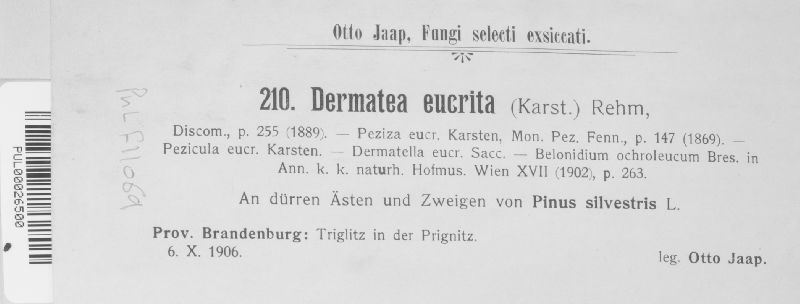 Otto Jaap, Fungi selecti exsiccati.
210. Dermatea eucrita (Karst.) Rehm,
Discom., p. 255 (1889). — Peziza eucr. Karsten, Mon. Pez. Fenn., p. 147 (1869). —
Pezicula eucr. Karsten. — Dermatella eucr. Sacc. — Belonidium ochroleucum Bres. in
Ann. k. k. naturh. Hofmus. Wien XVII (1902), p. 263.
An dürren Ästen und Zweigen von Pinus silvestris L.
Prov. Brandenburg: Triglitz in der Prignitz.
6. X. 1906.
leg. Otto Jaap.
PUL F11069
PUL00026500